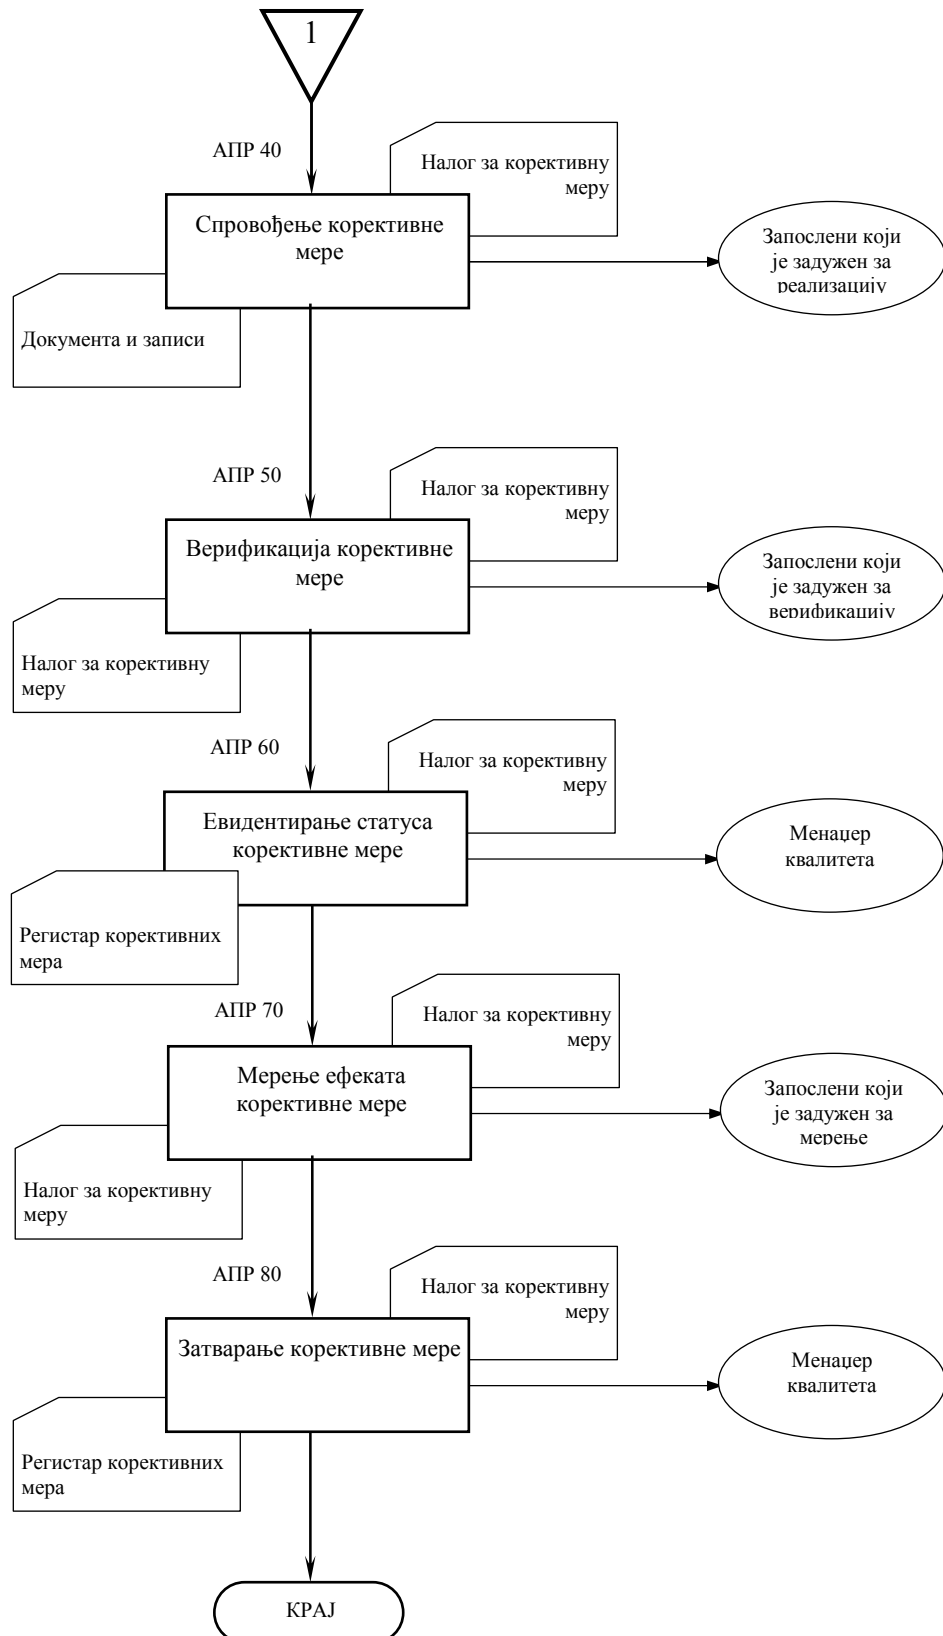 1
АПР 40
Налог за корективну
меру
Спровођење корективне
мере
Запослени који
је задужен за
реализацију
Документа и записи
АПР 50
Налог за корективну
меру
Верификација корективне
мере
Запослени који
је задужен за
верификацију
Налог за корективну
меру
АПР 60
Налог за корективну
меру
Евидентирање статуса
корективне мере
Менаџер
квалитета
Регистар корективних
мера
АПР 70
Налог за корективну
меру
Мерење ефеката
корективне мере
Запослени који
је задужен за
мерење
Налог за корективну
меру
АПР 80
Налог за корективну
меру
Затварање корективне мере
Менаџер
квалитета
Регистар корективних
мера
КРАЈ